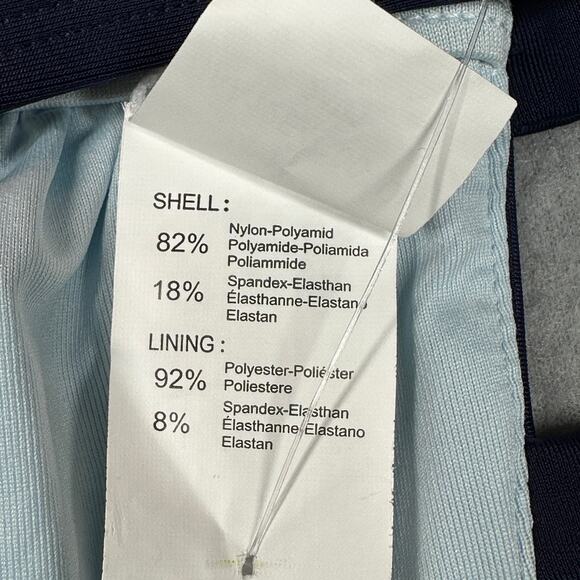 SHELL:
82% Nylon-Polyamid
Polyamide-Poliamida
Poliammide
18% Spandex-Elasthan
Élasthanne-Elastano
Elastan
LINING:
92% Polyester-Poliéster
Poliestere
8% Spandex-Elasthan
Élasthanne-Elastano
Elastan